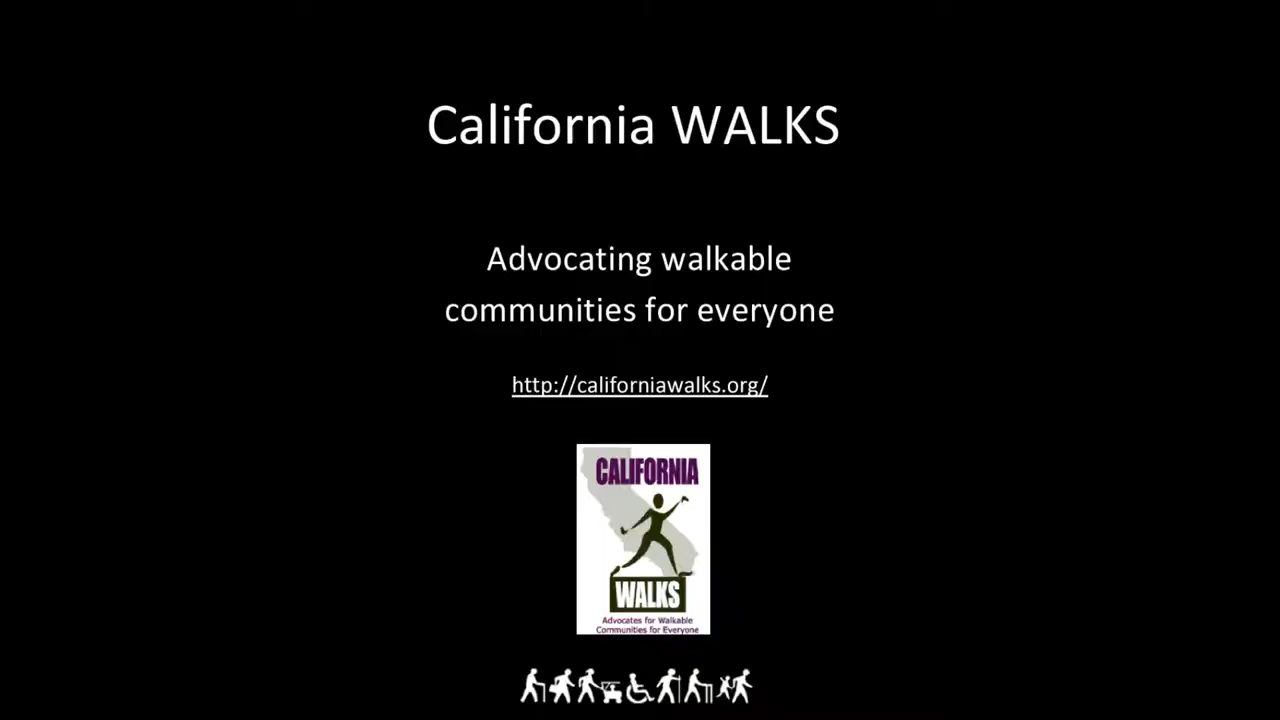 California WALKS
Advocating walkable
communities for everyone
http://californiawalks.org/
CALIFORNIA
WALKS
Advocates for Walkable
Communities for Everyone